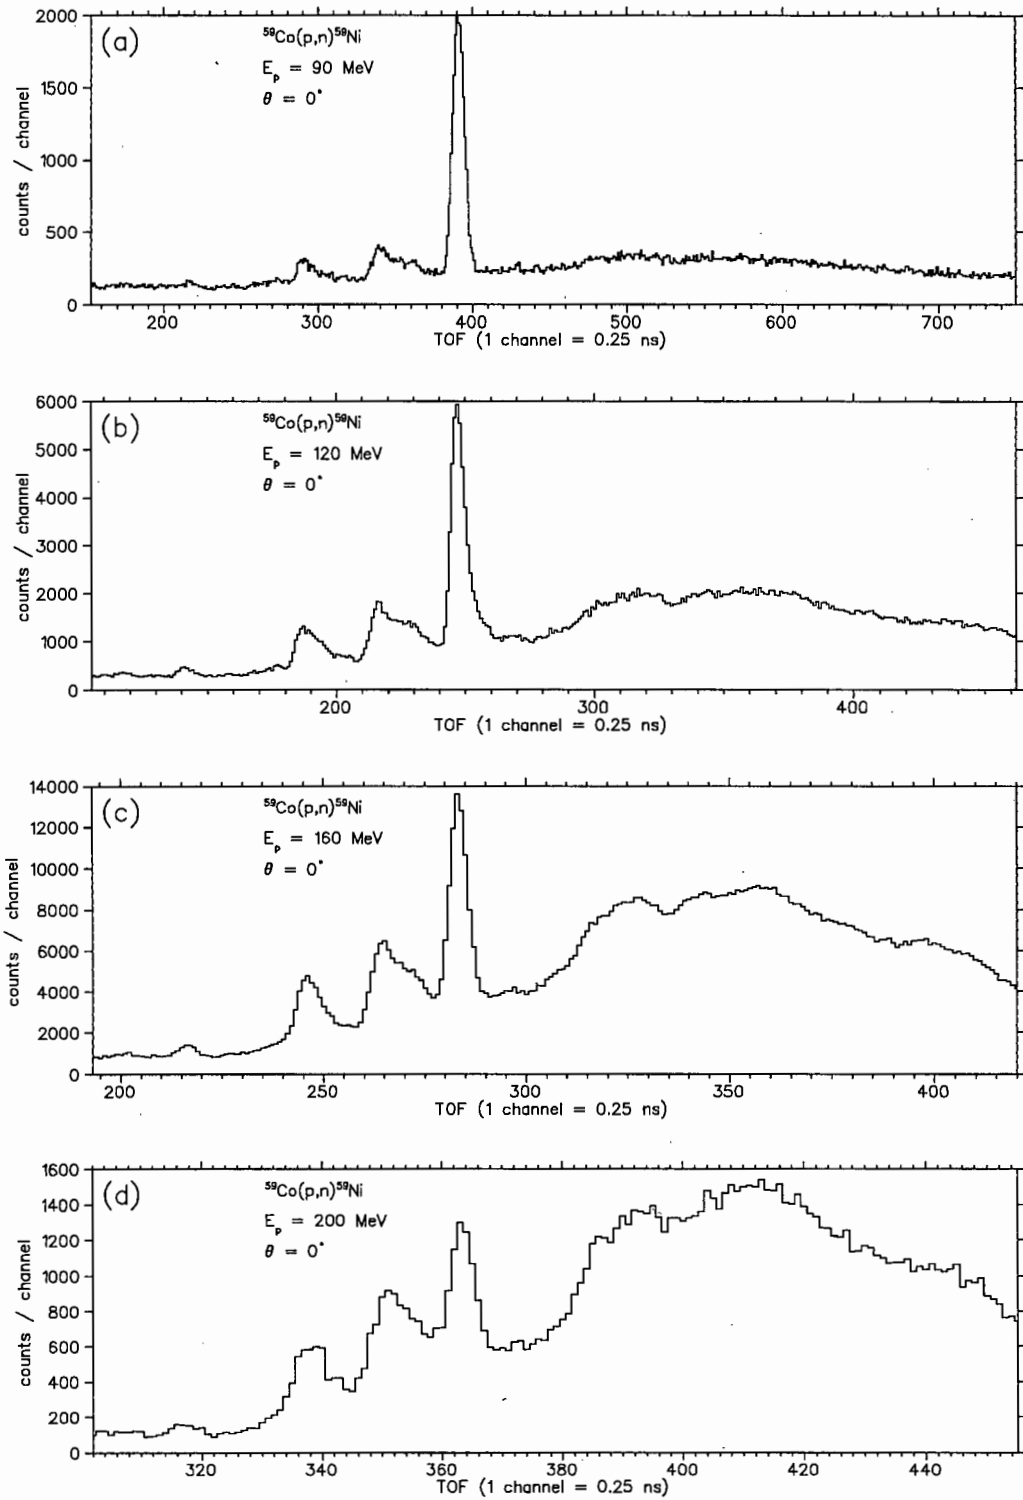 (a)
⁵⁹Co(p,n)⁵⁹Ni
Eₚ = 90 MeV
θ = 0°
counts / channel
2000
1500
1000
500
0
200 300 400 500 600 700
TOF (1 channel = 0.25 ns)
(b)
⁵⁹Co(p,n)⁵⁹Ni
Eₚ = 120 MeV
θ = 0°
counts / channel
6000
5000
4000
3000
2000
1000
0
200 300 400
TOF (1 channel = 0.25 ns)
(c)
⁵⁹Co(p,n)⁵⁹Ni
Eₚ = 160 MeV
θ = 0°
counts / channel
14000
12000
10000
8000
6000
4000
2000
0
200 250 300 350 400
TOF (1 channel = 0.25 ns)
(d)
⁵⁹Co(p,n)⁵⁹Ni
Eₚ = 200 MeV
θ = 0°
counts / channel
1600
1400
1200
1000
800
600
400
200
0
320 340 360 380 400 420 440
TOF (1 channel = 0.25 ns)